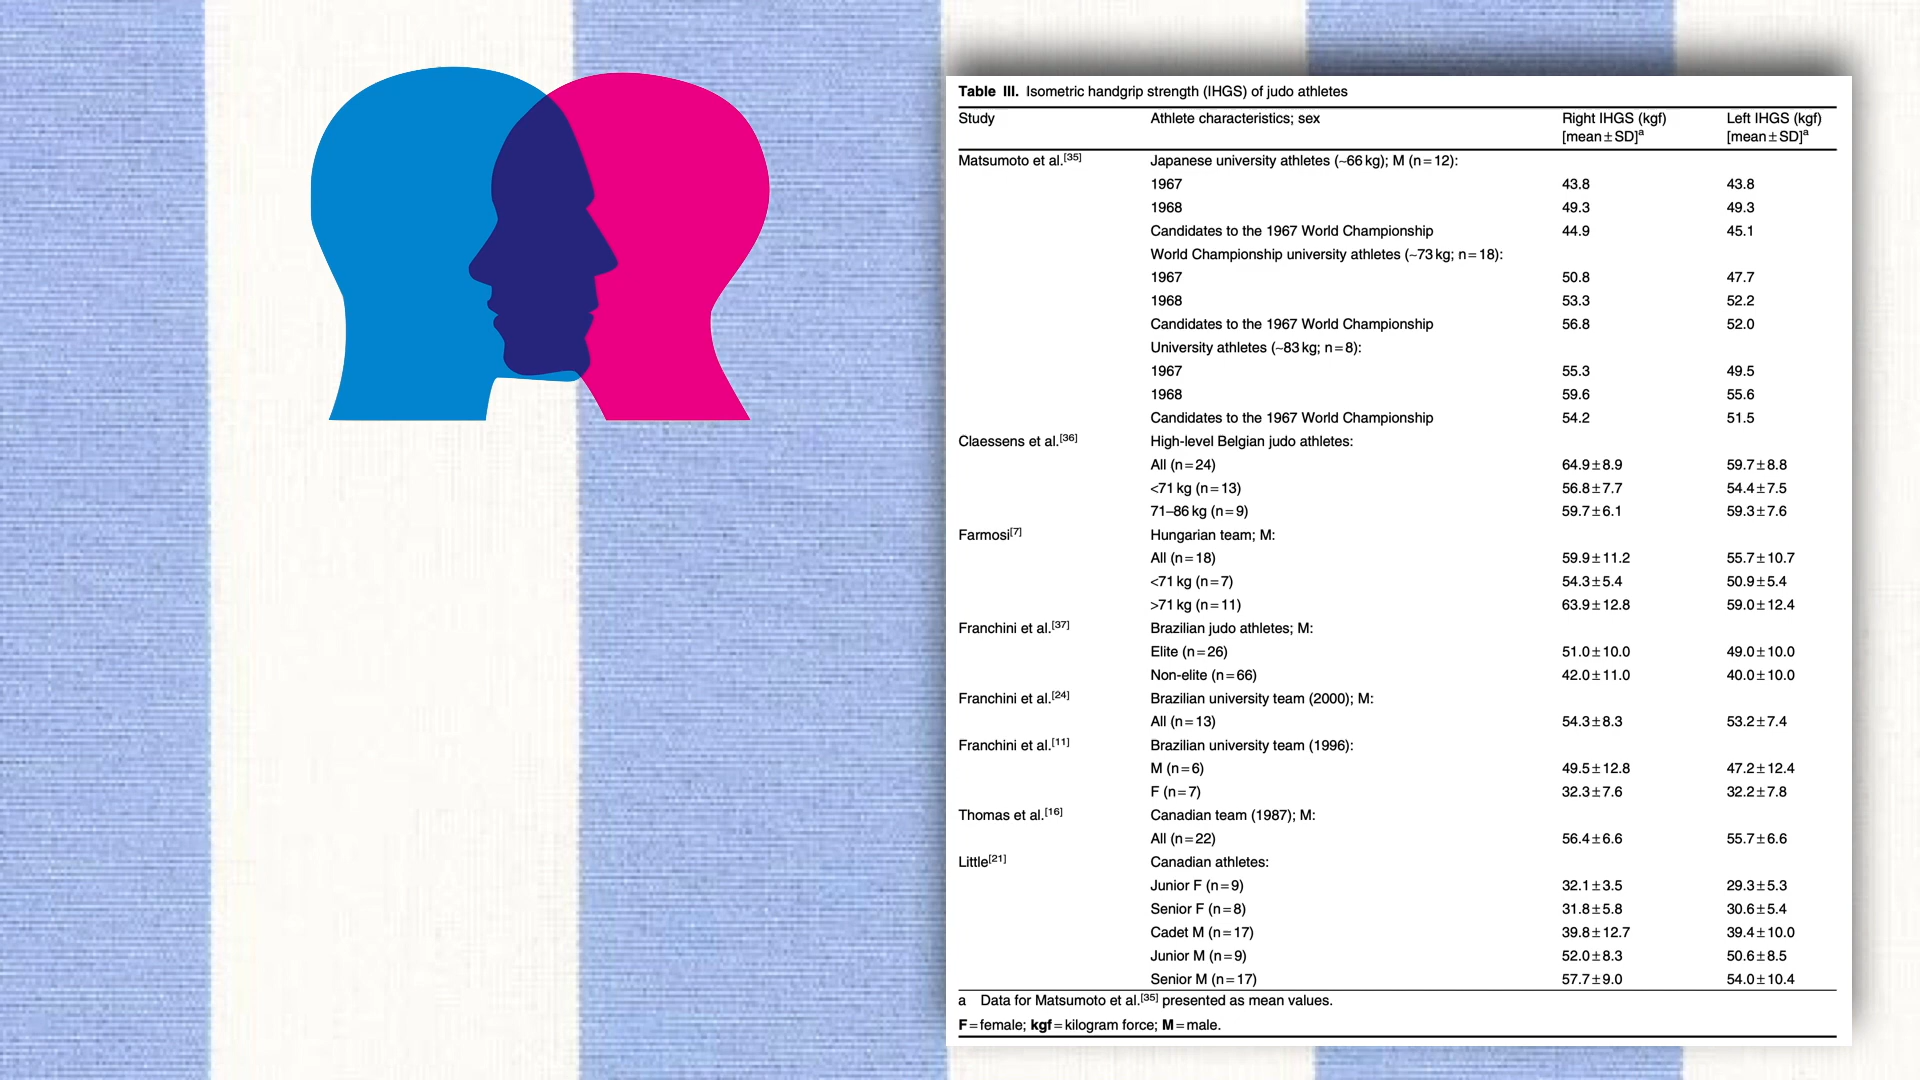 Table III. Isometric handgrip strength (IHGS) of judo athletes
Study Athlete characteristics; sex Right IHGS (kgf) Left IHGS (kgf)
[mean±SD]a [mean±SD]a
Matsumoto et al.[35] Japanese university athletes (~66 kg); M (n=12):
1967 43.8 43.8
1968 49.3 49.3
Candidates to the 1967 World Championship 44.9 45.1
World Championship university athletes (~73 kg; n=18):
1967 50.8 47.7
1968 53.3 52.2
Candidates to the 1967 World Championship 56.8 52.0
University athletes (~83 kg; n=8):
1967 55.3 49.5
1968 59.6 55.6
Candidates to the 1967 World Championship 54.2 51.5
Claessens et al.[36] High-level Belgian judo athletes:
All (n=24) 64.9±8.9 59.7±8.8
<71 kg (n=13) 56.8±7.7 54.4±7.5
71–86 kg (n=9) 59.7±6.1 59.3±7.6
Farmosi[7] Hungarian team; M:
All (n=18) 59.9±11.2 55.7±10.7
<71 kg (n=7) 54.3±5.4 50.9±5.4
>71 kg (n=11) 63.9±12.8 59.0±12.4
Franchini et al.[37] Brazilian judo athletes; M:
Elite (n=26) 51.0±10.0 49.0±10.0
Non-elite (n=66) 42.0±11.0 40.0±10.0
Franchini et al.[24] Brazilian university team (2000); M:
All (n=13) 54.3±8.3 53.2±7.4
Franchini et al.[11] Brazilian university team (1996):
M (n=6) 49.5±12.8 47.2±12.4
F (n=7) 32.3±7.6 32.2±7.8
Thomas et al.[16] Canadian team (1987); M:
All (n=22) 56.4±6.6 55.7±6.6
Little[21] Canadian athletes:
Junior F (n=9) 32.1±3.5 29.3±5.3
Senior F (n=8) 31.8±5.8 30.6±5.4
Cadet M (n=17) 39.8±12.7 39.4±10.0
Junior M (n=9) 52.0±8.3 50.6±8.5
Senior M (n=17) 57.7±9.0 54.0±10.4
a Data for Matsumoto et al.[35] presented as mean values.
F=female; kgf=kilogram force; M=male.